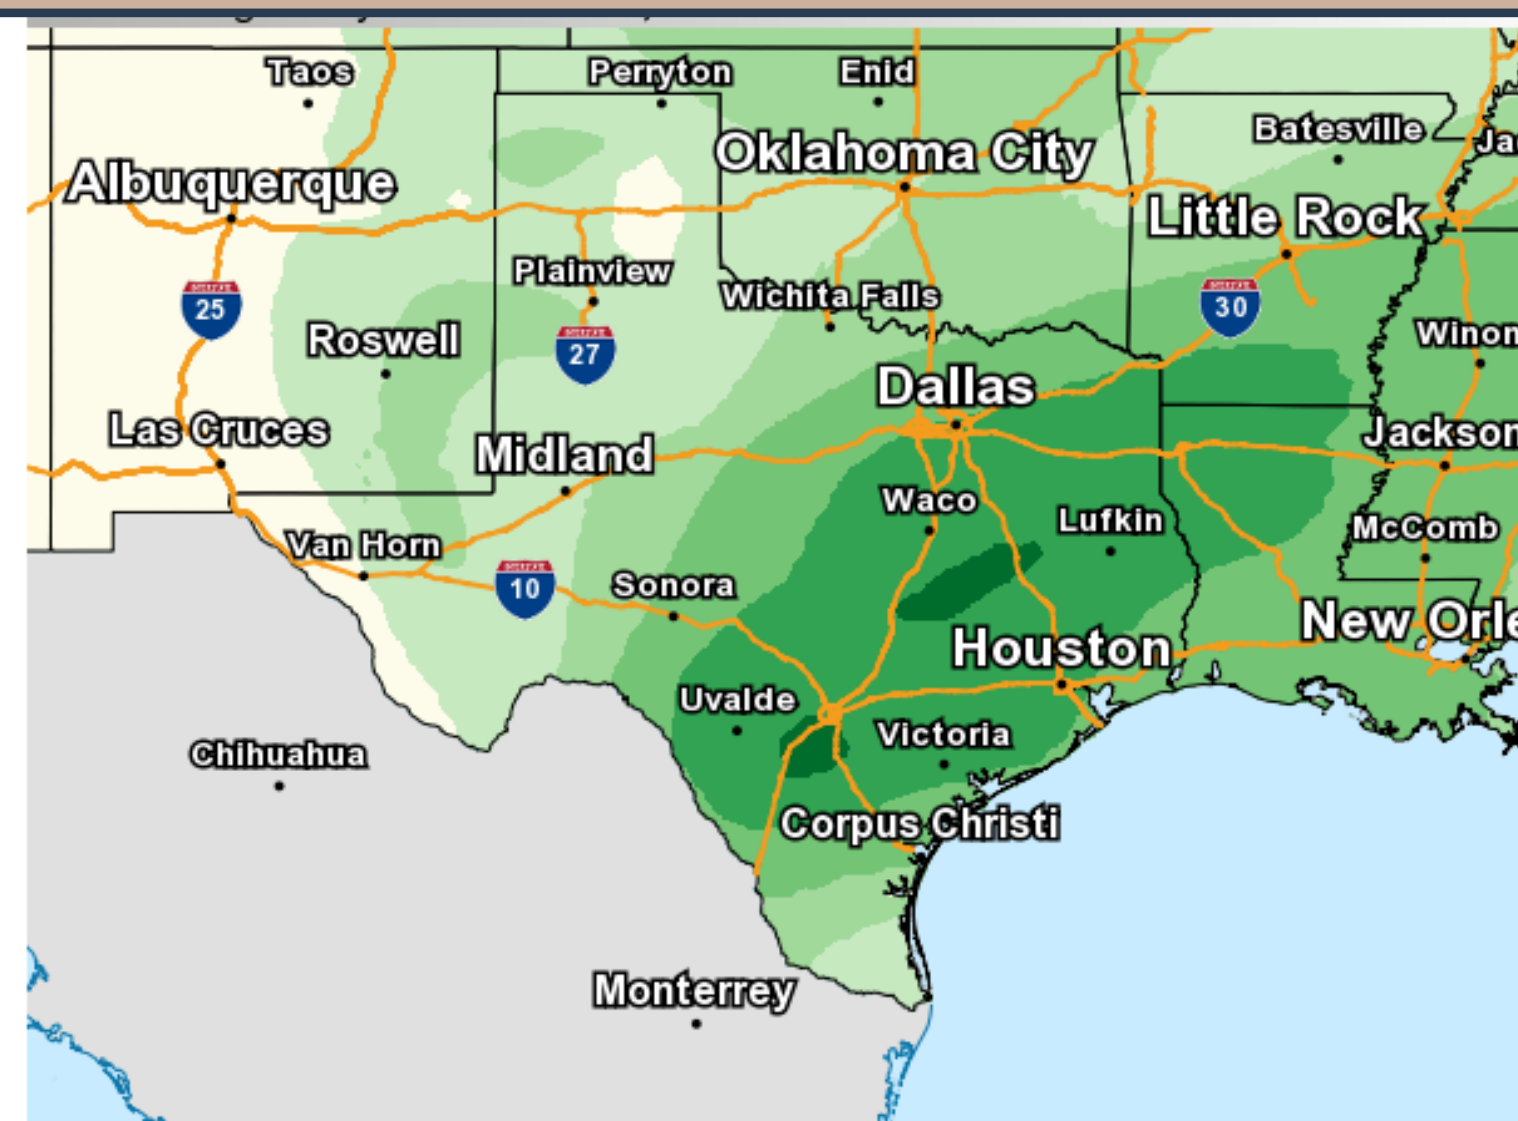 Taos
Perryton
Enid
Batesville
Oklahoma City
Albuquerque
Little Rock
Plainview
Wichita Falls
25
30
Roswell
27
Dallas
Las Cruces
Midland
Jackson
Waco
Lufkin
McComb
Van Horn
10
Sonora
New Orle
Houston
Uvalde
Victoria
Chihuahua
Corpus Christi
Monterrey